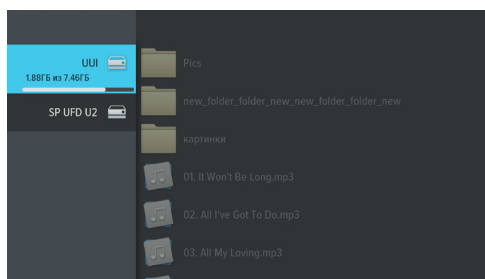 UUI
1.88ГБ из 7.46ГБ
SP UFD U2
Pics
new_folder_folder_new_new_folder_folder_new
картинки
01. It Won't Be Long.mp3
02. All I've Got To Do.mp3
03. All My Loving.mp3